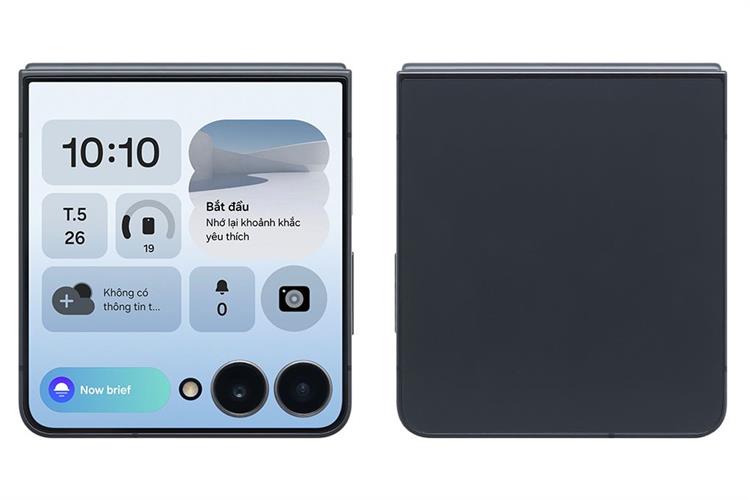 10:10
Bắt đầu
Nhớ lại khoảnh khắc
yêu thích
T.5
26
19
Không có
thông tin t...
0
Now brief